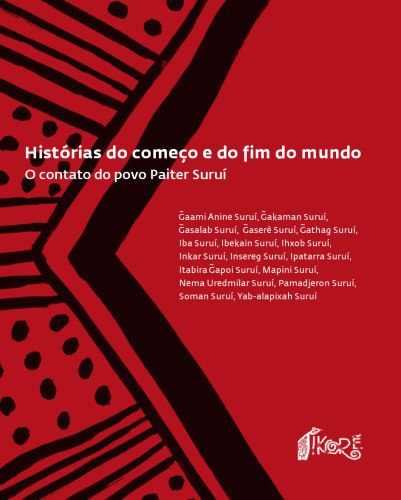 Histórias do começo e do fim do mundo
O contato do povo Paiter Suruí
G̃aami Anine Suruí, G̃akaman Suruí,
G̃asalab Suruí, G̃aserê Suruí, G̃athag Suruí,
Iba Suruí, Ibekain Suruí, Ihxob Suruí,
Inkar Suruí, Insereg Suruí, Ipatarra Suruí,
Itabira G̃apoi Suruí, Mapini Suruí,
Nema Uredmilar Suruí, Pamadjeron Suruí,
Soman Suruí, Yab-alapixah Suruí